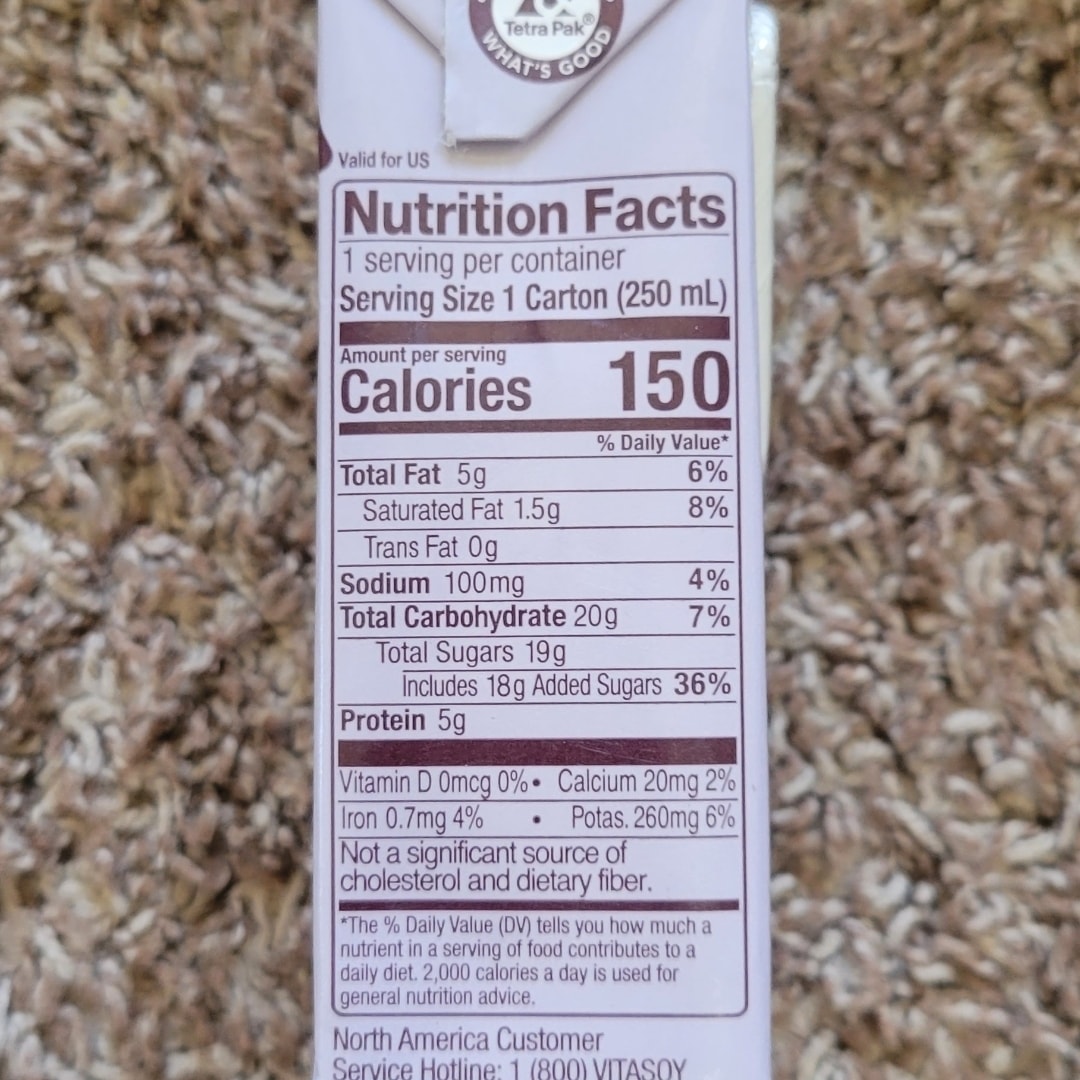 Tetra Pak®
WHAT'S GOOD
Valid for US
Nutrition Facts
1 serving per container
Serving Size 1 Carton (250 mL)
Amount per serving
Calories 150
% Daily Value*
Total Fat 5g 6%
Saturated Fat 1.5g 8%
Trans Fat 0g
Sodium 100mg 4%
Total Carbohydrate 20g 7%
Total Sugars 19g
Includes 18g Added Sugars 36%
Protein 5g
Vitamin D 0mcg 0% • Calcium 20mg 2%
Iron 0.7mg 4% • Potas. 260mg 6%
Not a significant source of
cholesterol and dietary fiber.
*The % Daily Value (DV) tells you how much a
nutrient in a serving of food contributes to a
daily diet. 2,000 calories a day is used for
general nutrition advice.
North America Customer
Service Hotline: 1 (800) VITASOY